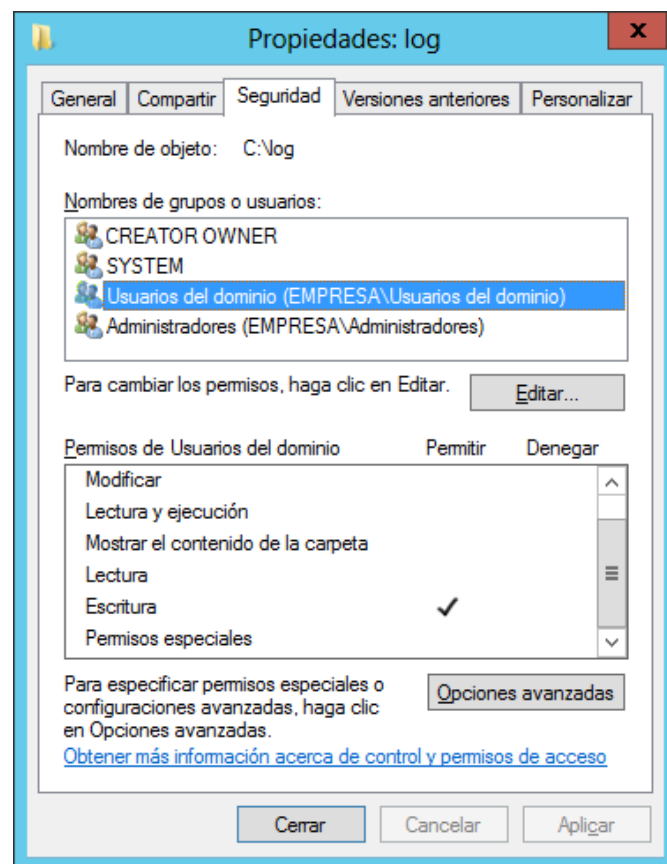 Propiedades: log
x
General Compartir Seguridad Versiones anteriores Personalizar
Nombre de objeto: C:\log
Nombres de grupos o usuarios:
CREATOR OWNER
SYSTEM
Usuarios del dominio (EMPRESA\Usuarios del dominio)
Administradores (EMPRESA\Administradores)
Para cambiar los permisos, haga clic en Editar. Editar...
Permisos de Usuarios del dominio Permitir Denegar
Modificar
Lectura y ejecución
Mostrar el contenido de la carpeta
Lectura
Escritura
Permisos especiales
Para especificar permisos especiales o
configuraciones avanzadas, haga clic
en Opciones avanzadas.
Opciones avanzadas
Obtener más información acerca de control y permisos de acceso
Cerrar Cancelar Aplicar